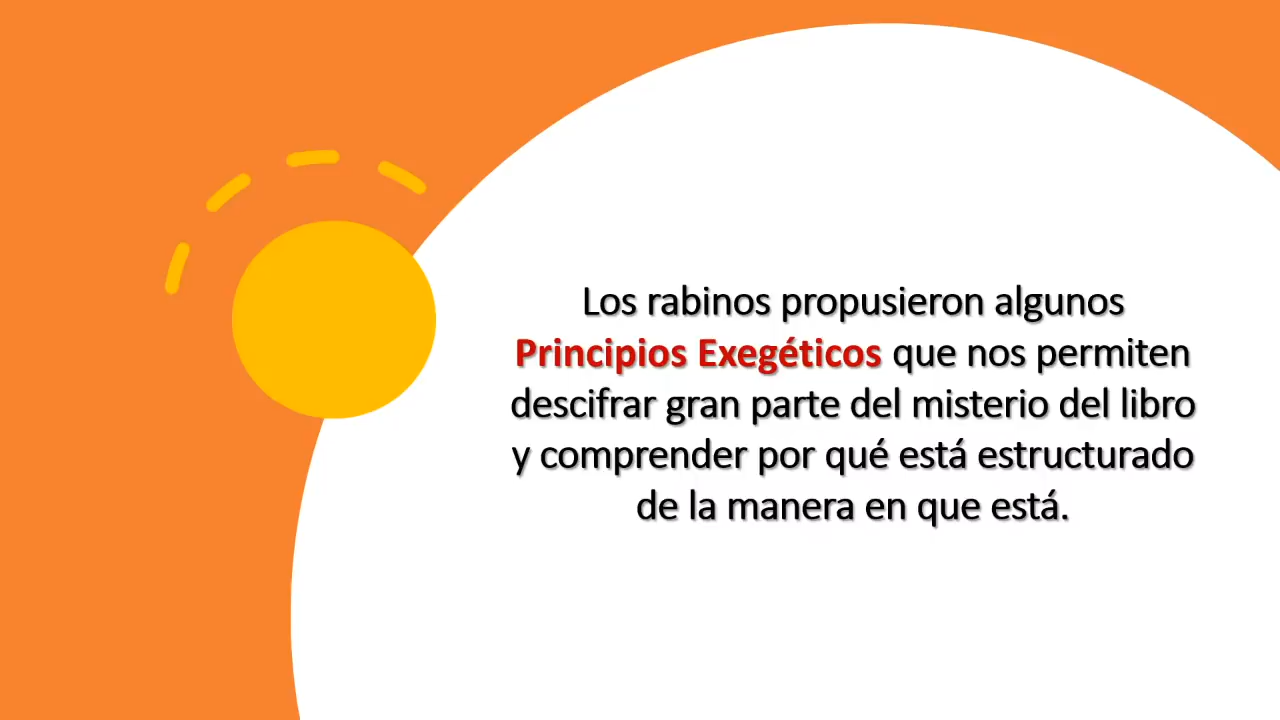 Los rabinos propusieron algunos
Principios Exegéticos que nos permiten
descifrar gran parte del misterio del libro
y comprender por qué está estructurado
de la manera en que está.